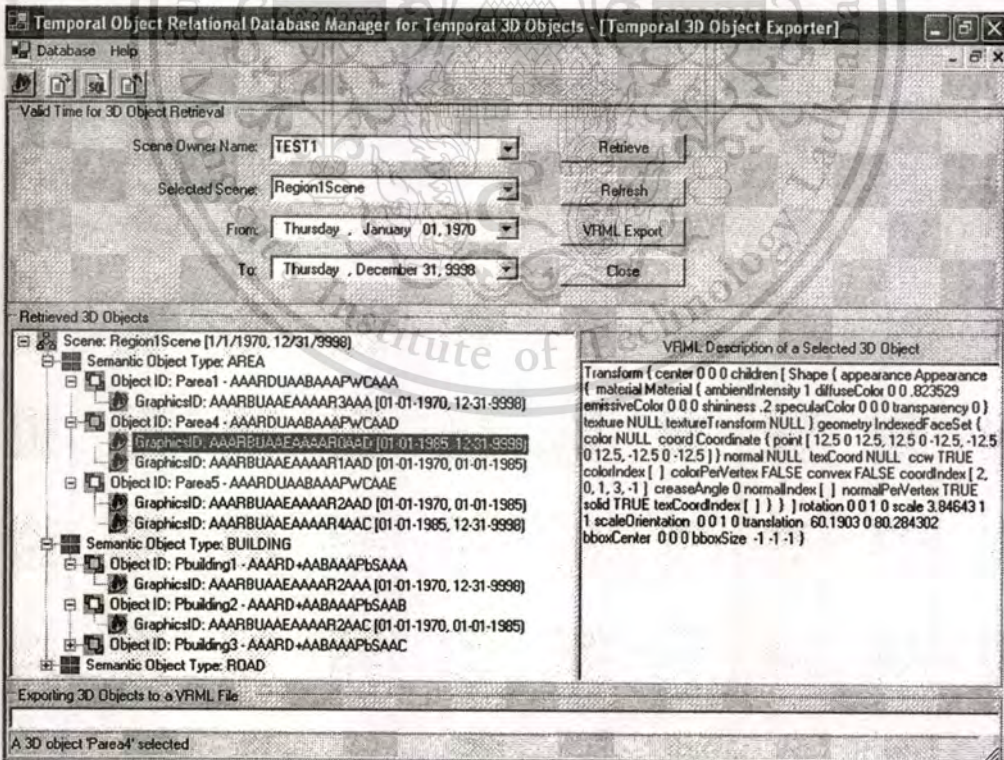 Temporal Object Relational Database Manager for Temporal 3D Objects - [Temporal 3D Object Exporter]
Database Help
SQL
Valid Time for 3D Object Retrieval
Scene Owner Name: TEST1
Retrieve
Selected Scene: Region1Scene
Refresh
From: Thursday , January 01, 1970
VRML Export
To: Thursday , December 31, 9998
Close
Institute of Technology
Retrieved 3D Objects
Scene: Region1Scene [1/1/1970, 12/31/9998]
Semantic Object Type: AREA
Object ID: Parea1 - AAARDUAABAAAPWCAAA
GraphicsID: AAARBUAAEAAAAR3AAA [01-01-1970, 12-31-9998]
Object ID: Parea4 - AAARDUAABAAAPWCAAD
GraphicsID: AAARBUAAEAAAAR0AAD [01-01-1985, 12-31-9998]
GraphicsID: AAARBUAAEAAAAR1AAD [01-01-1970, 01-01-1985]
Object ID: Parea5 - AAARDUAABAAAPWCAAE
GraphicsID: AAARBUAAEAAAAR2AAD [01-01-1970, 01-01-1985]
GraphicsID: AAARBUAAEAAAAR4AAC [01-01-1985, 12-31-9998]
Semantic Object Type: BUILDING
Object ID: Pbuilding1 - AAARD+AABAAAPbSAAA
GraphicsID: AAARBUAAEAAAAR2AAA [01-01-1970, 12-31-9998]
Object ID: Pbuilding2 - AAARD+AABAAAPbSAAB
GraphicsID: AAARBUAAEAAAAR2AAC [01-01-1970, 01-01-1985]
Object ID: Pbuilding3 - AAARD+AABAAAPbSAAC
Semantic Object Type: ROAD
VRML Description of a Selected 3D Object
Transform { center 0 0 0 children [ Shape { appearance Appearance
{ material Material { ambientIntensity 1 diffuseColor 0 0 .823529
emissiveColor 0 0 0 shininess .2 specularColor 0 0 0 transparency 0 }
texture NULL textureTransform NULL } geometry IndexedFaceSet {
color NULL coord Coordinate { point [ 12.5 0 12.5, 12.5 0 -12.5, -12.5
0 12.5, -12.5 0 -12.5 ] } normal NULL texCoord NULL ccw TRUE
colorIndex [ ] colorPerVertex FALSE convex FALSE coordIndex [ 2,
0, 1, 3, -1 ] creaseAngle 0 normalIndex [ ] normalPerVertex TRUE
solid TRUE texCoordIndex [ ] } } ] rotation 0 0 1 0 scale 3.84643 1
1 scaleOrientation 0 0 1 0 translation 60.1903 0 80.284302
bboxCenter 0 0 0 bboxSize -1 -1 -1 }
Exporting 3D Objects to a VRML File
A 3D object 'Parea4' selected